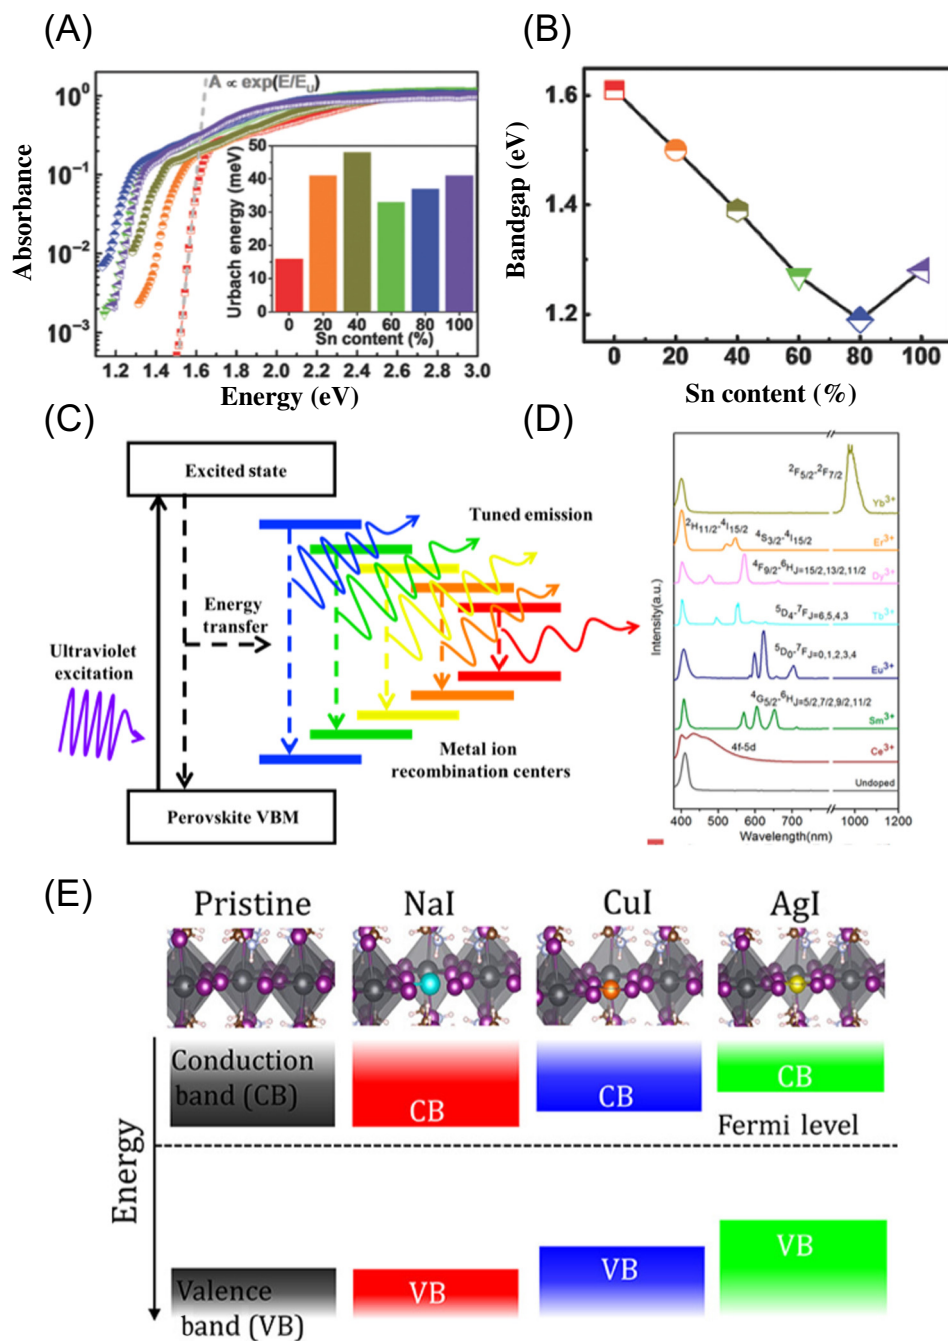 (A)
A ∝ exp(E/E_U)
Absorbance
10⁰
10⁻¹
10⁻²
10⁻³
1.2 1.4 1.6 1.8 2.0 2.2 2.4 2.6 2.8 3.0
Energy (eV)
Urbach energy (meV)
50
40
30
20
10
0
0 20 40 60 80 100
Sn content (%)
(B)
Bandgap (eV)
1.6
1.4
1.2
0 20 40 60 80 100
Sn content (%)
(C)
Excited state
Tuned emission
Energy
transfer
Ultraviolet
excitation
Metal ion
recombination centers
Perovskite VBM
(D)
Intensity(a.u.)
²F5/2-²F7/2
Yb³⁺
²H11/2-⁴I15/2
⁴S3/2-⁴I15/2
Er³⁺
⁴F9/2-⁶HJ=15/2,13/2,11/2
Dy³⁺
⁵D4-⁷FJ=6,5,4,3
Tb³⁺
⁵D0-⁷FJ=0,1,2,3,4
Eu³⁺
⁴G5/2-⁶HJ=5/2,7/2,9/2,11/2
Sm³⁺
4f-5d
Ce³⁺
Undoped
400 500 600 700 1000 1200
Wavelength(nm)
(E)
Pristine NaI CuI AgI
Conduction
band (CB)
CB
CB
CB
Fermi level
Energy
Valence
band (VB)
VB
VB
VB